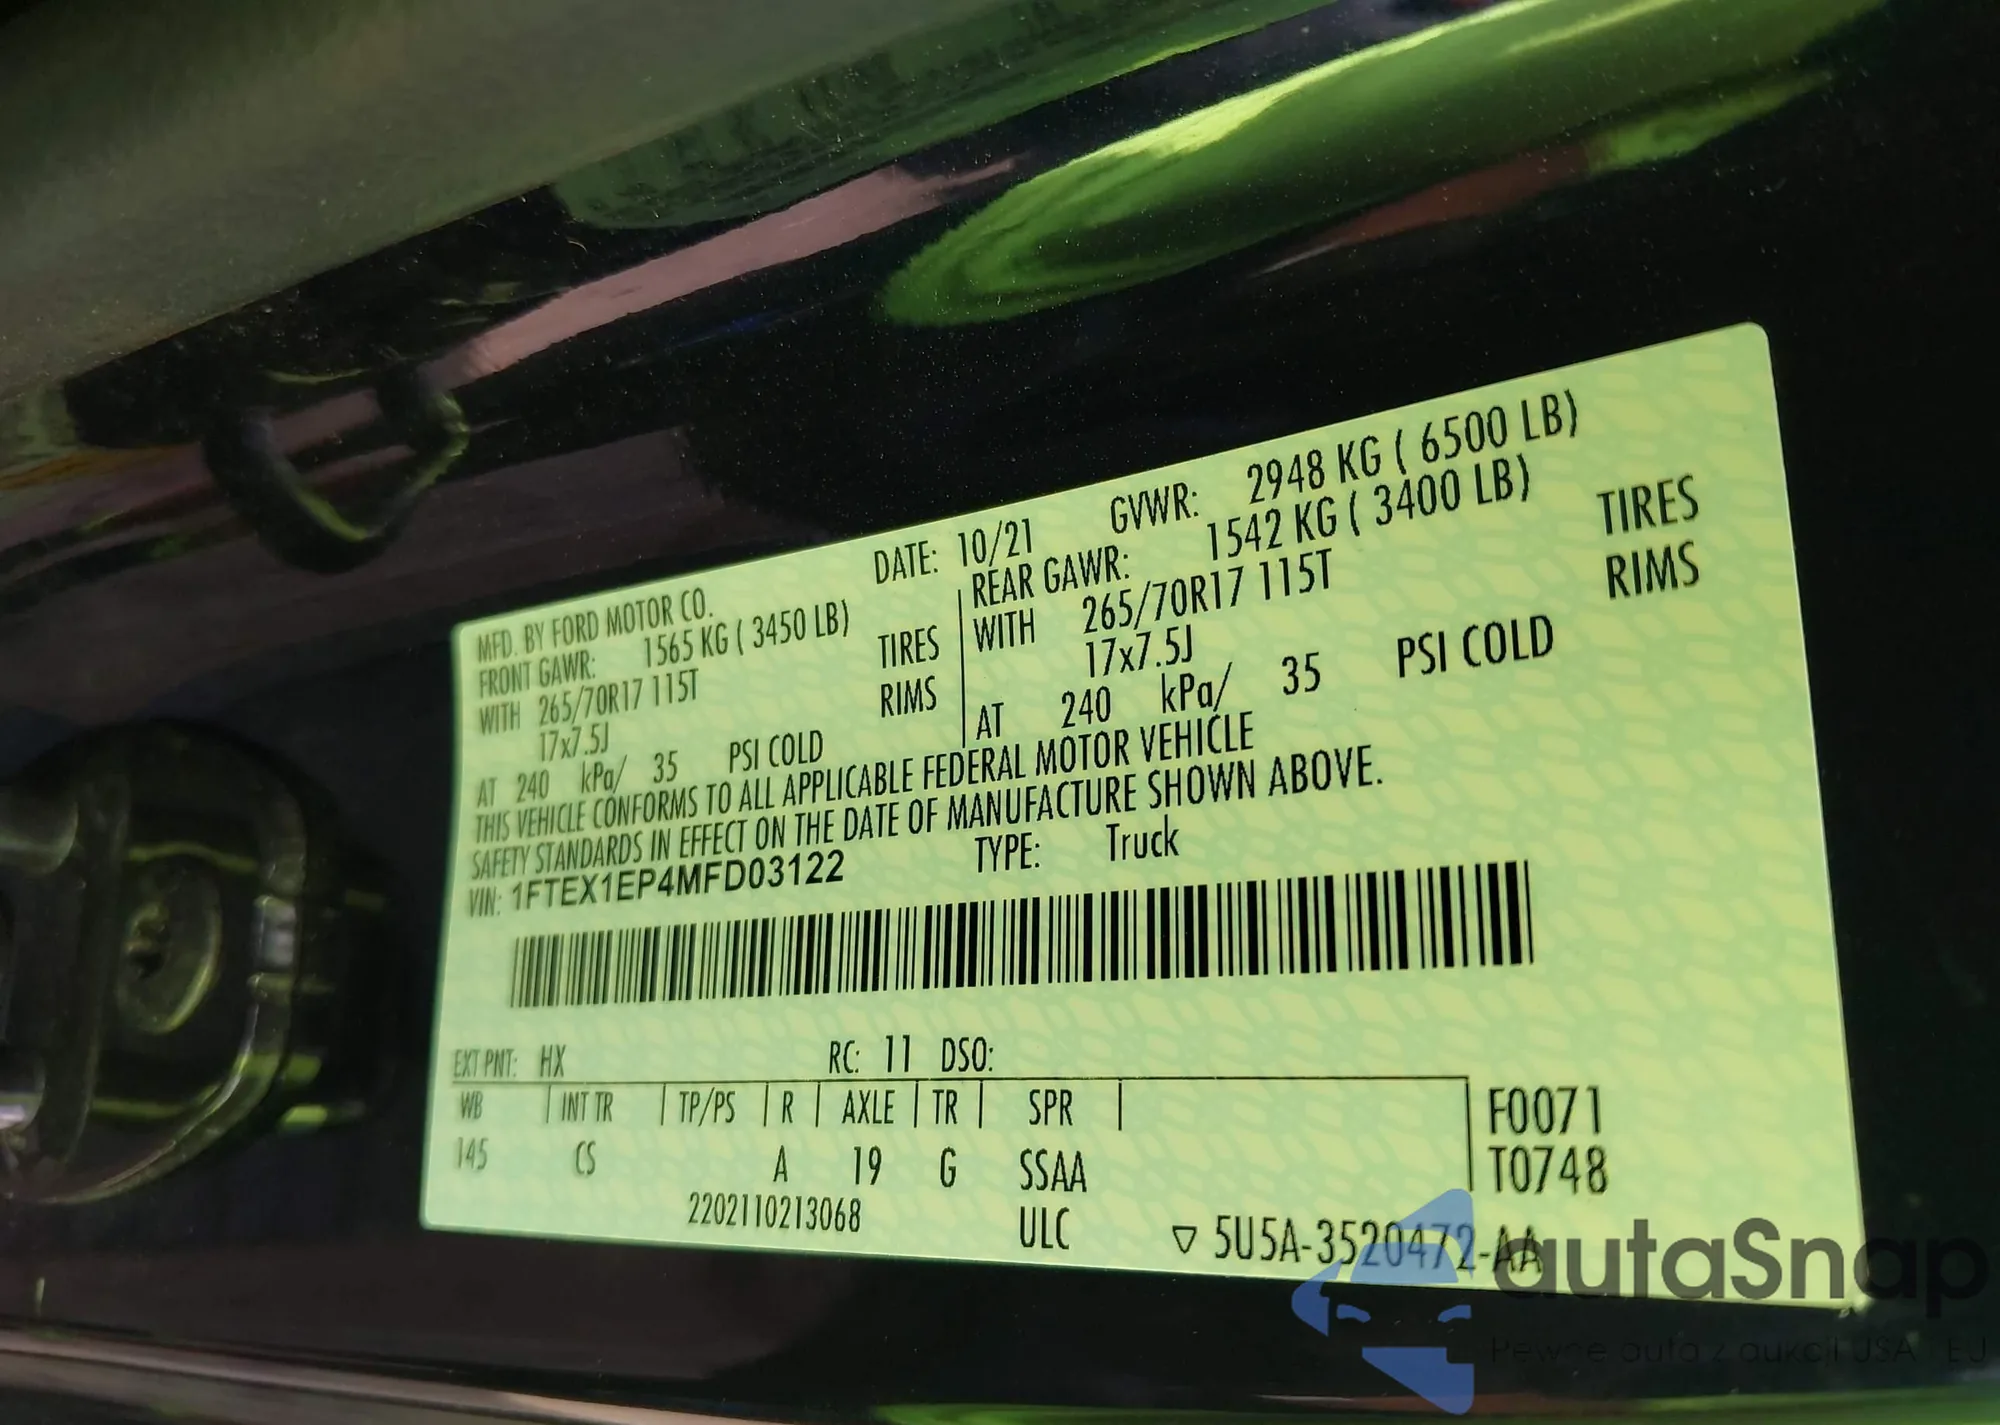 MFD. BY FORD MOTOR CO. DATE: 10/21 GVWR: 2948 KG ( 6500 LB)
FRONT GAWR: 1565 KG ( 3450 LB) REAR GAWR: 1542 KG ( 3400 LB)
WITH 265/70R17 115T TIRES WITH 265/70R17 115T TIRES
17x7.5J RIMS 17x7.5J RIMS
AT 240 kPa/ 35 PSI COLD AT 240 kPa/ 35 PSI COLD
THIS VEHICLE CONFORMS TO ALL APPLICABLE FEDERAL MOTOR VEHICLE
SAFETY STANDARDS IN EFFECT ON THE DATE OF MANUFACTURE SHOWN ABOVE.
VIN: 1FTEX1EP4MFD03122 TYPE: Truck
EXT PNT: HX RC: 11 DSO:
WB INT TR TP/PS R AXLE TR SPR F0071
145 CS A 19 G SSAA T0748
2202110213068 ULC ▽ 5U5A-3520472-AA
autaSnap
Pewne auta z aukcji USA EU